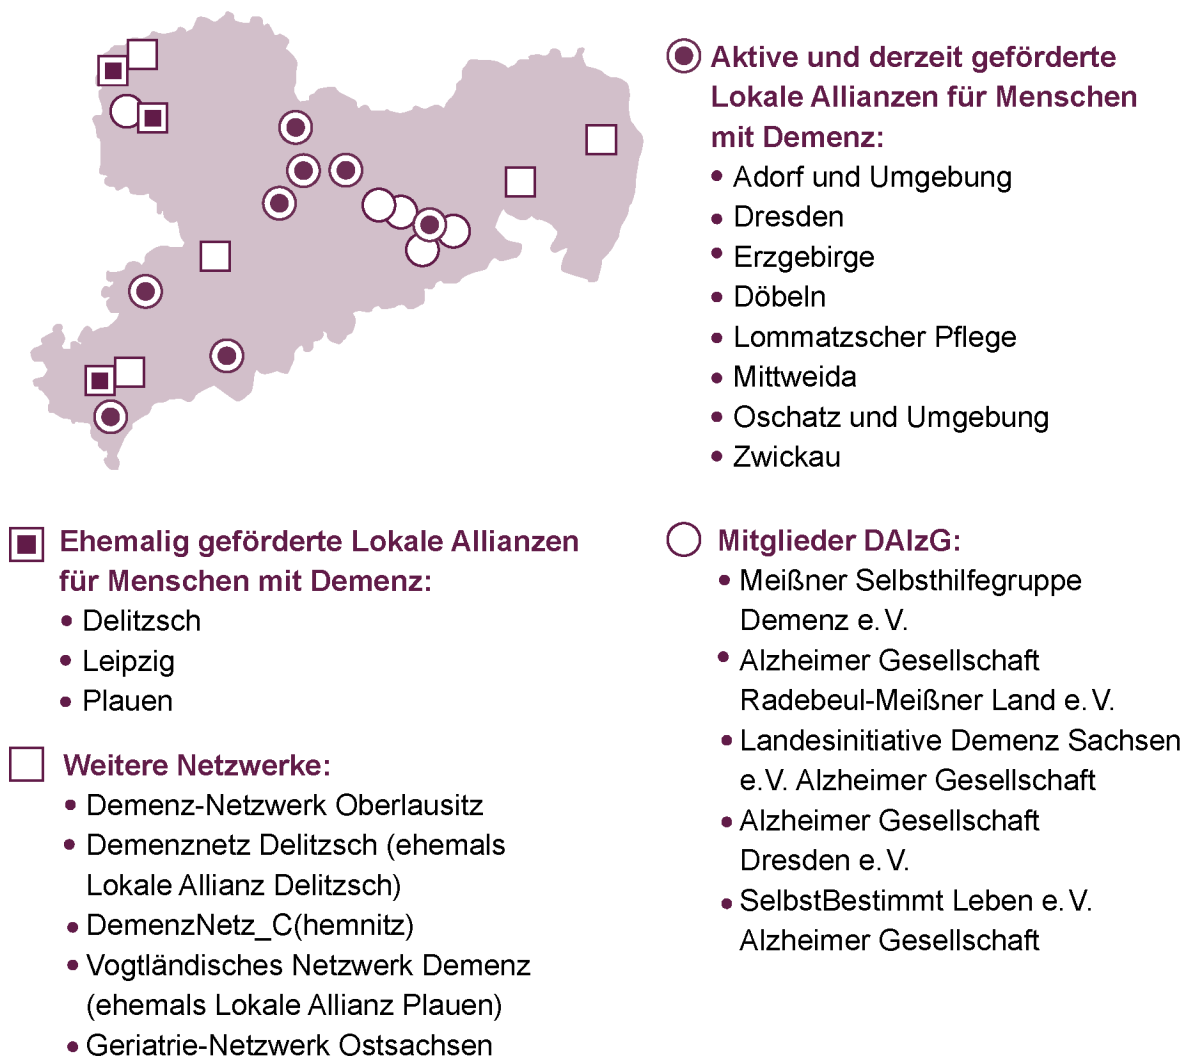 Aktive und derzeit geförderte
Lokale Allianzen für Menschen
mit Demenz:
• Adorf und Umgebung
• Dresden
• Erzgebirge
• Döbeln
• Lommatzscher Pflege
• Mittweida
• Oschatz und Umgebung
• Zwickau
Ehemalig geförderte Lokale Allianzen
für Menschen mit Demenz:
• Delitzsch
• Leipzig
• Plauen
Weitere Netzwerke:
• Demenz-Netzwerk Oberlausitz
• Demenznetz Delitzsch (ehemals
Lokale Allianz Delitzsch)
• DemenzNetz_C(hemnitz)
• Vogtländisches Netzwerk Demenz
(ehemals Lokale Allianz Plauen)
• Geriatrie-Netzwerk Ostsachsen
Mitglieder DAlzG:
• Meißner Selbsthilfegruppe
Demenz e. V.
• Alzheimer Gesellschaft
Radebeul-Meißner Land e. V.
• Landesinitiative Demenz Sachsen
e. V. Alzheimer Gesellschaft
• Alzheimer Gesellschaft
Dresden e. V.
• SelbstBestimmt Leben e. V.
Alzheimer Gesellschaft